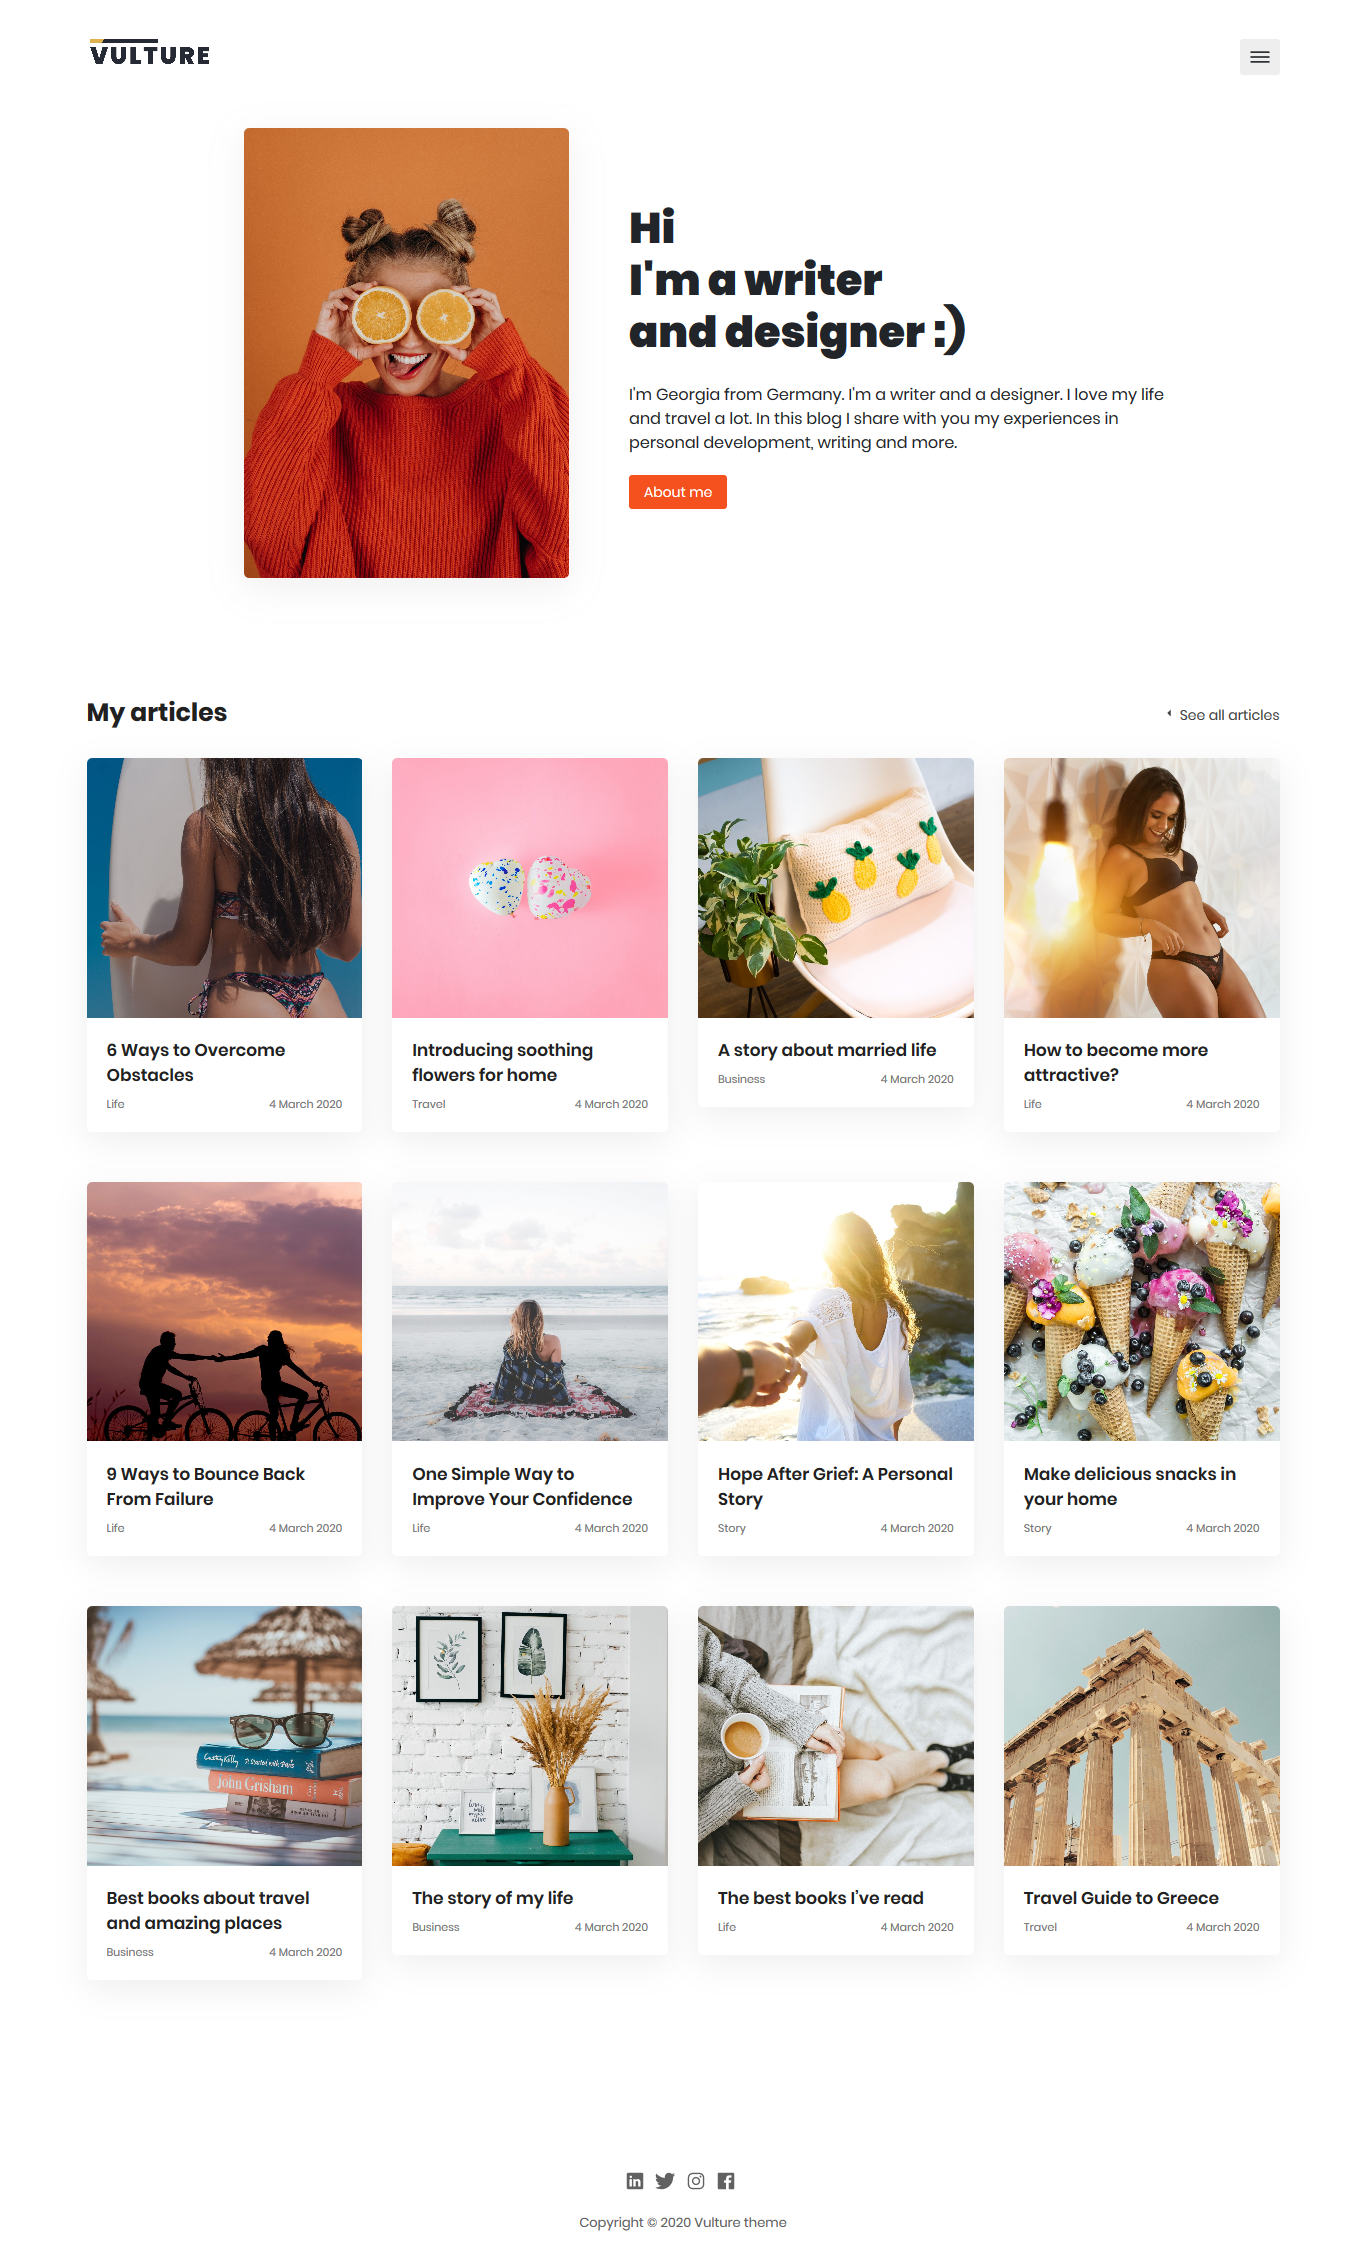 VULTURE
Hi
I'm a writer
and designer :)
I'm Georgia from Germany. I'm a writer and a designer. I love my life
and travel a lot. In this blog I share with you my experiences in
personal development, writing and more.
About me
My articles
See all articles
6 Ways to Overcome
Obstacles
Life 4 March 2020
Introducing soothing
flowers for home
Travel 4 March 2020
A story about married life
Business 4 March 2020
How to become more
attractive?
Life 4 March 2020
9 Ways to Bounce Back
From Failure
Life 4 March 2020
One Simple Way to
Improve Your Confidence
Life 4 March 2020
Hope After Grief: A Personal
Story
Story 4 March 2020
Make delicious snacks in
your home
Story 4 March 2020
John Grisham
Best books about travel
and amazing places
Business 4 March 2020
The story of my life
Business 4 March 2020
The best books I've read
Life 4 March 2020
Travel Guide to Greece
Travel 4 March 2020
Copyright © 2020 Vulture theme